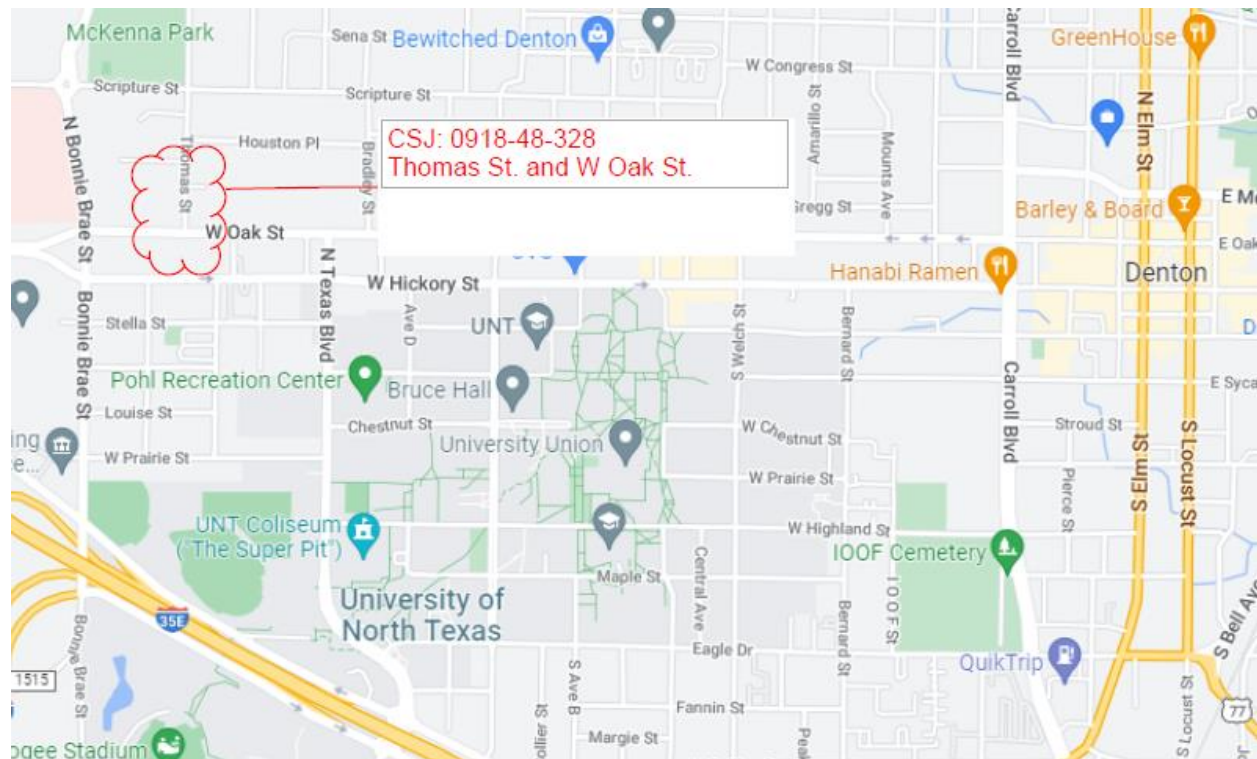 McKenna Park
Sena St
Bewitched Denton
GreenHouse
Carroll Blvd
W Congress St
Scripture St
Scripture St
N Bonnie Brae St
Thomas St
Houston Pl
Bradley St
CSJ: 0918-48-328
Thomas St. and W Oak St.
Amarillo St
Mounts Ave
N Elm St
Gregg St
Barley & Board
W Oak St
E Oak
N Texas Blvd
W Hickory St
Hanabi Ramen
Denton
Bonnie Brae St
Stella St
Ave D
UNT
S Welch St
Bernard St
Pohl Recreation Center
Bruce Hall
Carroll Blvd
E Syca
Louise St
Chestnut St
University Union
W Chestnut St
Stroud St
S Elm St
S Locust St
W Prairie St
W Prairie St
Pierce St
UNT Coliseum
("The Super Pit")
W Highland St
IOOF Cemetery
Maple St
Central Ave
I O O F St
35E
University of
North Texas
Bernard St
Eagle Dr
S Bell Ave
QuikTrip
1515
Bonnie Brae St
S Ave B
Fannin St
S Locust St
77
Margie St
ogee Stadium